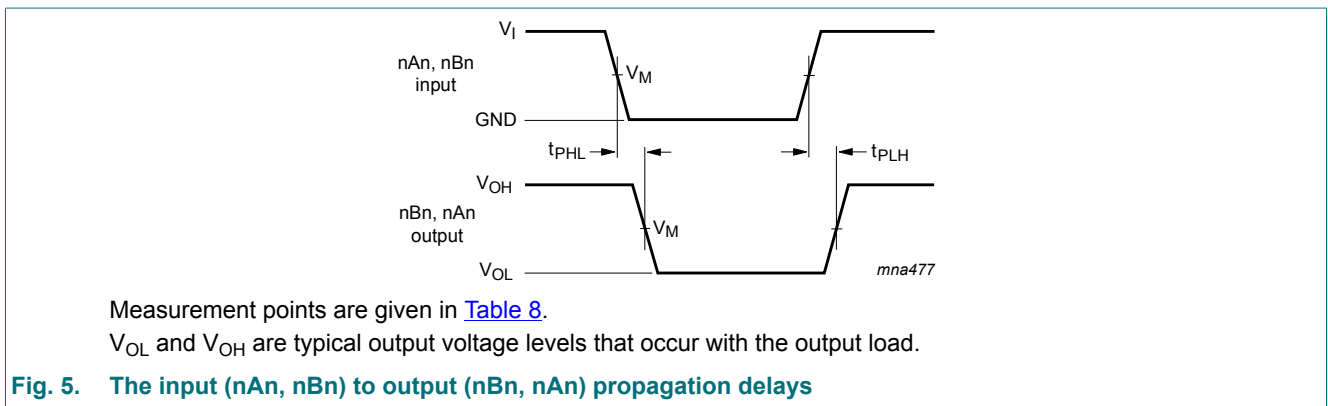 V_I
nAn, nBn
input
V_M
GND
t_PHL
t_PLH
V_OH
nBn, nAn
output
V_M
V_OL
mna477
Measurement points are given in Table 8.
V_OL and V_OH are typical output voltage levels that occur with the output load.
Fig. 5. The input (nAn, nBn) to output (nBn, nAn) propagation delays